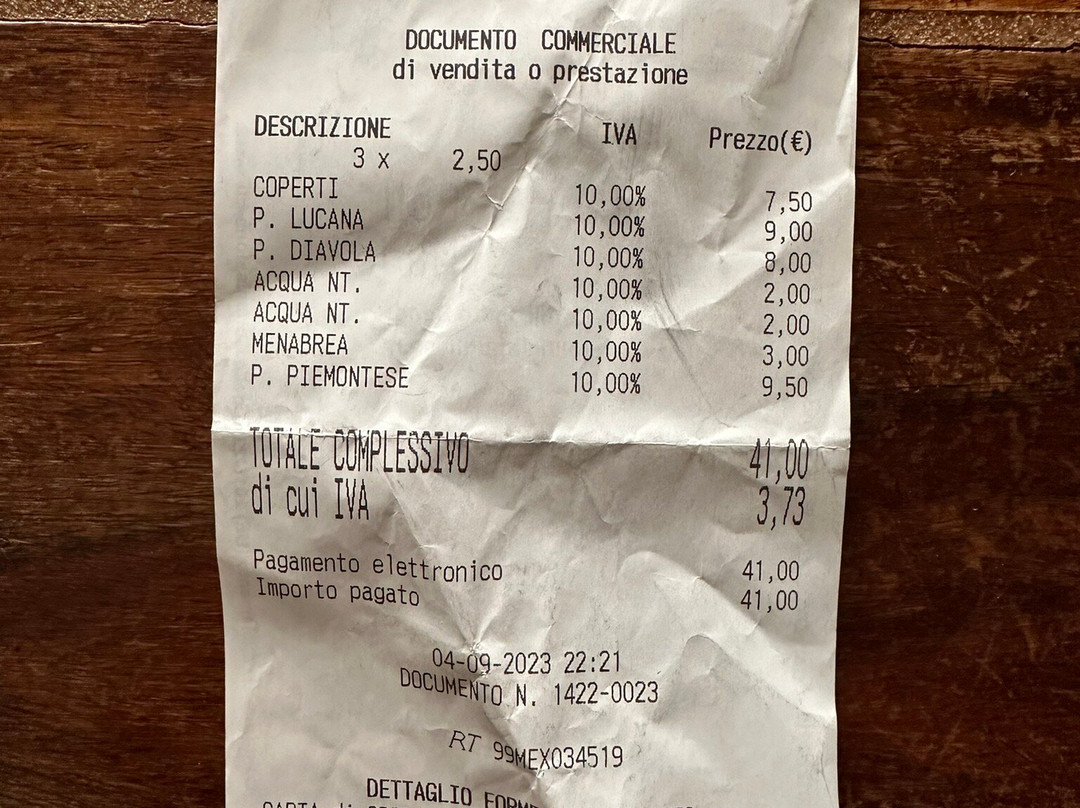 DOCUMENTO COMMERCIALE
di vendita o prestazione
DESCRIZIONE IVA Prezzo(€)
3 x 2,50
COPERTI 10,00% 7,50
P. LUCANA 10,00% 9,00
P. DIAVOLA 10,00% 8,00
ACQUA NT. 10,00% 2,00
ACQUA NT. 10,00% 2,00
MENABREA 10,00% 3,00
P. PIEMONTESE 10,00% 9,50
TOTALE COMPLESSIVO 41,00
di cui IVA 3,73
Pagamento elettronico 41,00
Importo pagato 41,00
04-09-2023 22:21
DOCUMENTO N. 1422-0023
RT 99MEX034519
DETTAGLIO